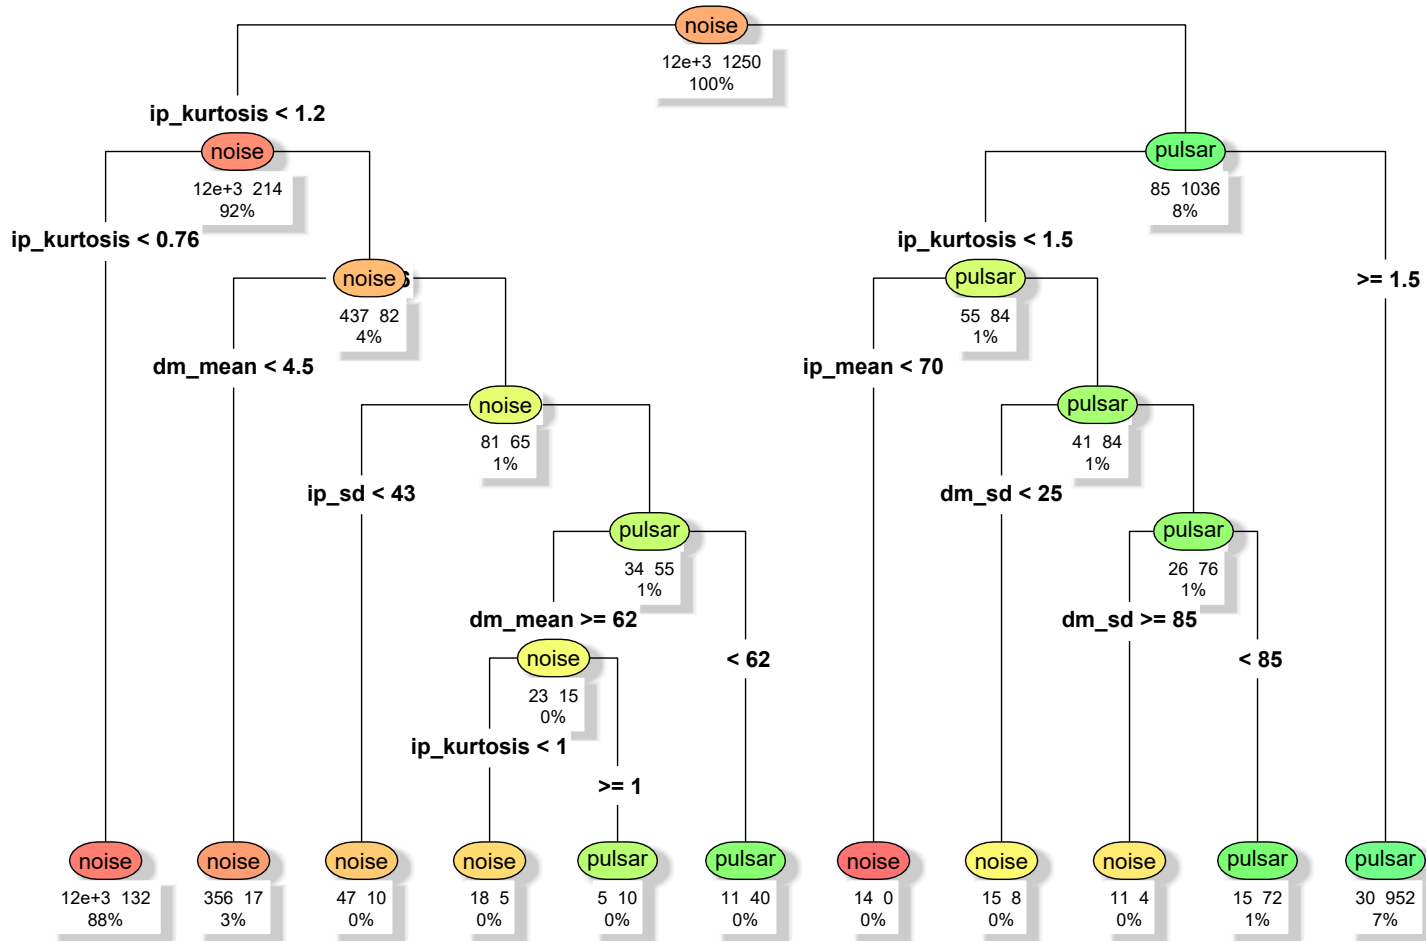 noise
12e+3 1250
100%
ip_kurtosis < 1.2
noise
12e+3 214
92%
pulsar
85 1036
8%
ip_kurtosis < 0.76
ip_kurtosis < 1.5
noise
437 82
4%
pulsar
55 84
1%
>= 1.5
dm_mean < 4.5
ip_mean < 70
noise
81 65
1%
pulsar
41 84
1%
ip_sd < 43
dm_sd < 25
pulsar
34 55
1%
pulsar
26 76
1%
dm_mean >= 62
dm_sd >= 85
noise
23 15
0%
< 62
< 85
ip_kurtosis < 1
>= 1
noise
12e+3 132
88%
noise
356 17
3%
noise
47 10
0%
noise
18 5
0%
pulsar
5 10
0%
pulsar
11 40
0%
noise
14 0
0%
noise
15 8
0%
noise
11 4
0%
pulsar
15 72
1%
pulsar
30 952
7%